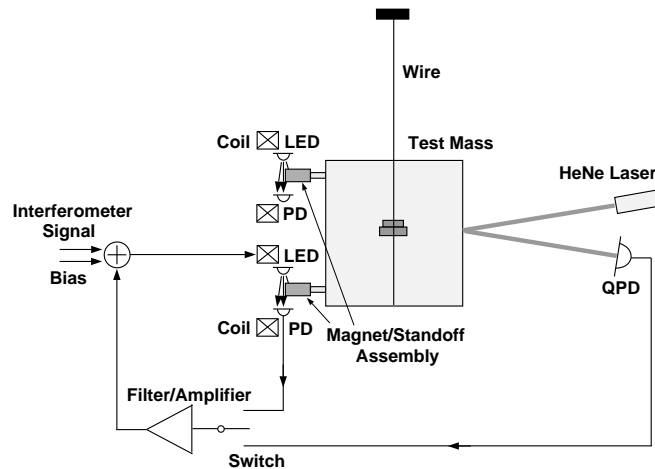 Wire
Coil LED
Test Mass
HeNe Laser
PD
Interferometer
Signal
LED
Bias
QPD
Coil PD
Magnet/Standoff
Assembly
Filter/Amplifier
Switch